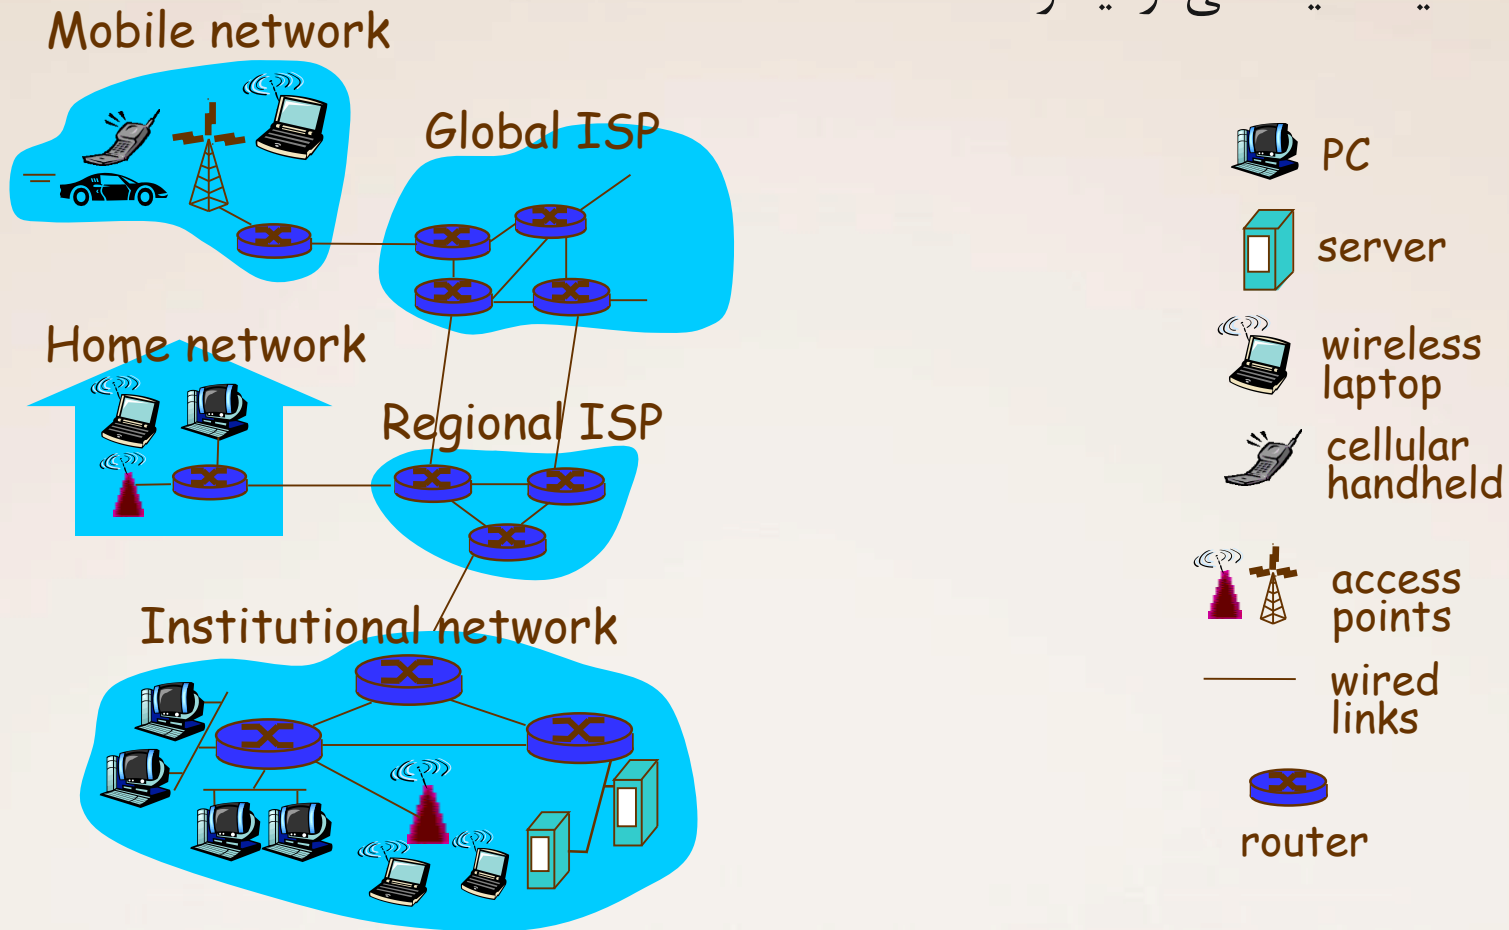 Mobile network
Global ISP
Home network
Regional ISP
Institutional network
PC
server
wireless
laptop
cellular
handheld
access
points
wired
links
router